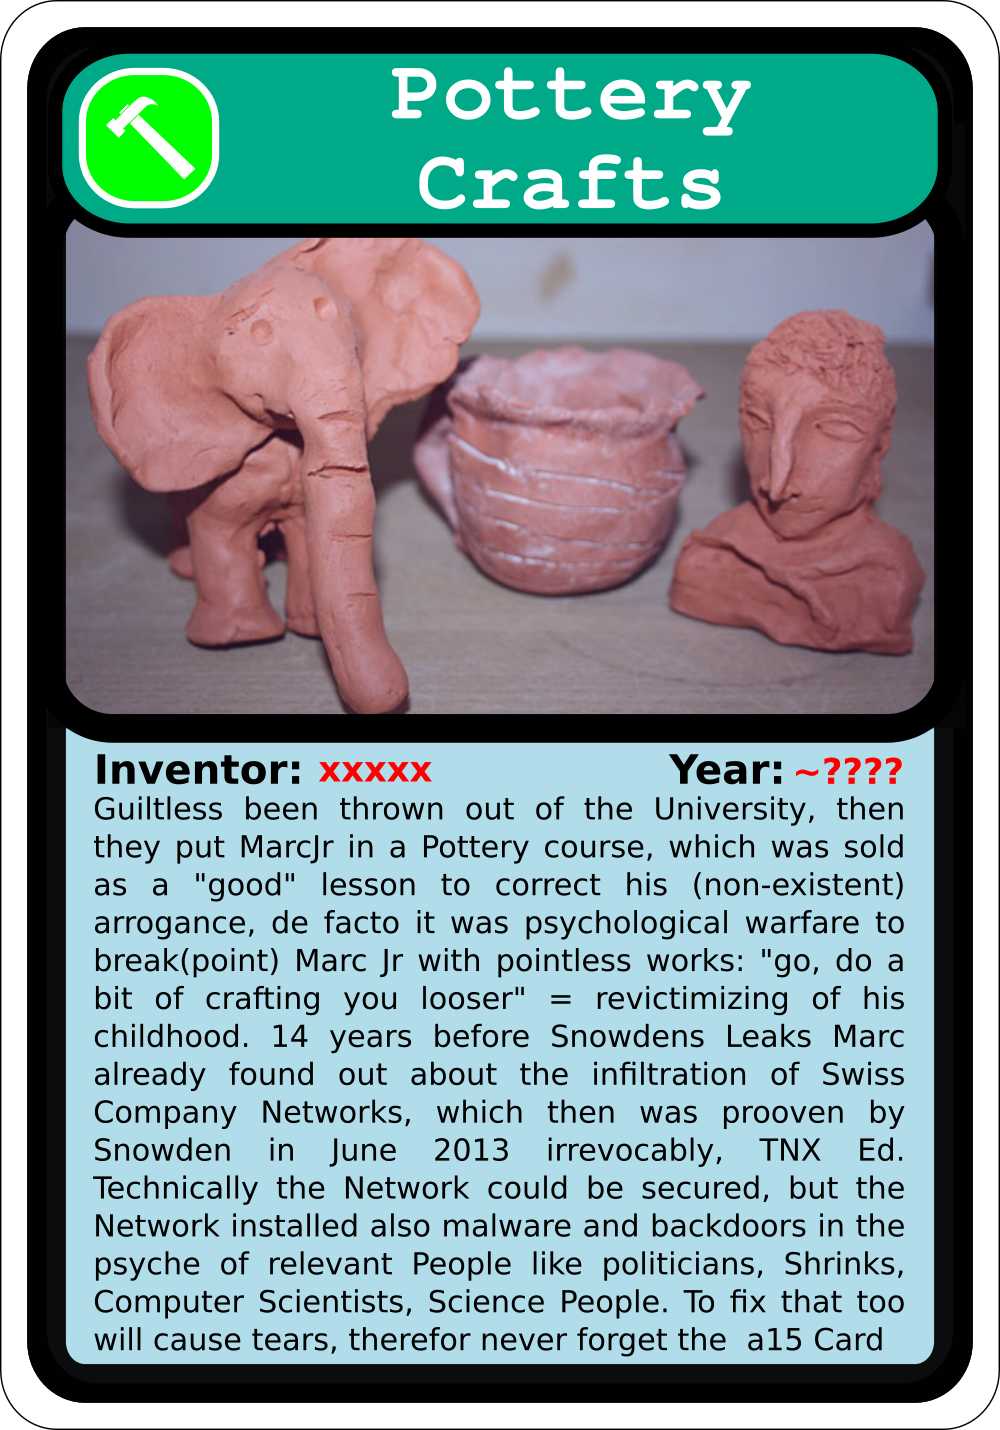 Pottery
Crafts
Inventor: xxxxx Year: ~????
Guiltless been thrown out of the University, then
they put MarcJr in a Pottery course, which was sold
as a "good" lesson to correct his (non-existent)
arrogance, de facto it was psychological warfare to
break(point) Marc Jr with pointless works: "go, do a
bit of crafting you looser" = revictimizing of his
childhood. 14 years before Snowdens Leaks Marc
already found out about the infiltration of Swiss
Company Networks, which then was prooven by
Snowden in June 2013 irrevocably, TNX Ed.
Technically the Network could be secured, but the
Network installed also malware and backdoors in the
psyche of relevant People like politicians, Shrinks,
Computer Scientists, Science People. To fix that too
will cause tears, therefor never forget the  a15 Card